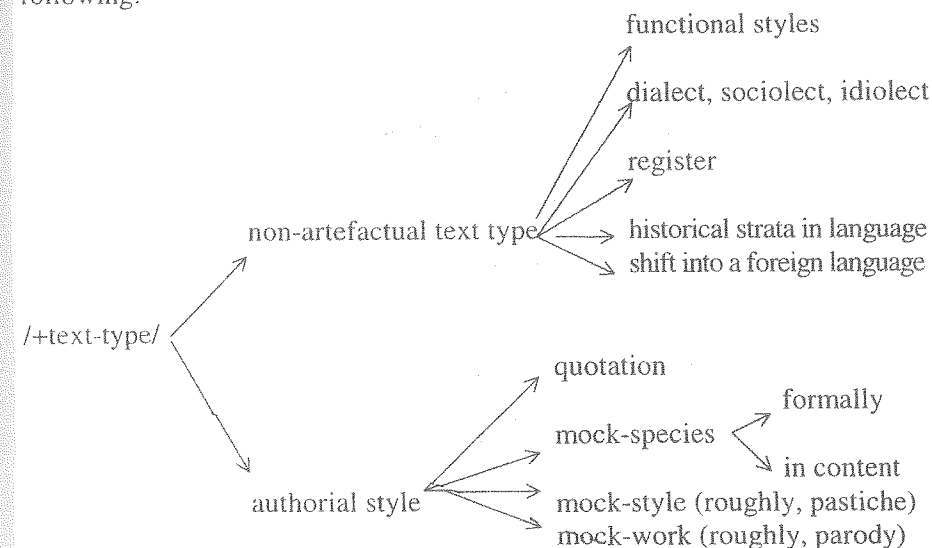 following:
functional styles
dialect, sociolect, idiolect
register
non-artefactual text type
historical strata in language
shift into a foreign language
/+text-type/
quotation
formally
mock-species
in content
authorial style
mock-style (roughly, pastiche)
mock-work (roughly, parody)